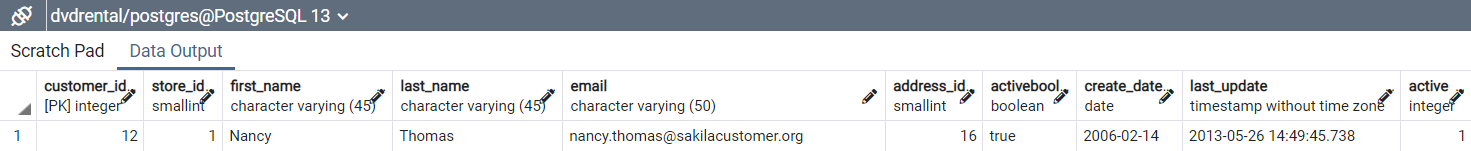 dvdrental/postgres@PostgreSQL 13
Scratch Pad Data Output
customer_id store_id first_name last_name email address_id activebool create_date last_update active
[PK] integer smallint character varying (45) character varying (45) character varying (50) smallint boolean date timestamp without time zone integer
1 12 1 Nancy Thomas nancy.thomas@sakilacustomer.org 16 true 2006-02-14 2013-05-26 14:49:45.738 1